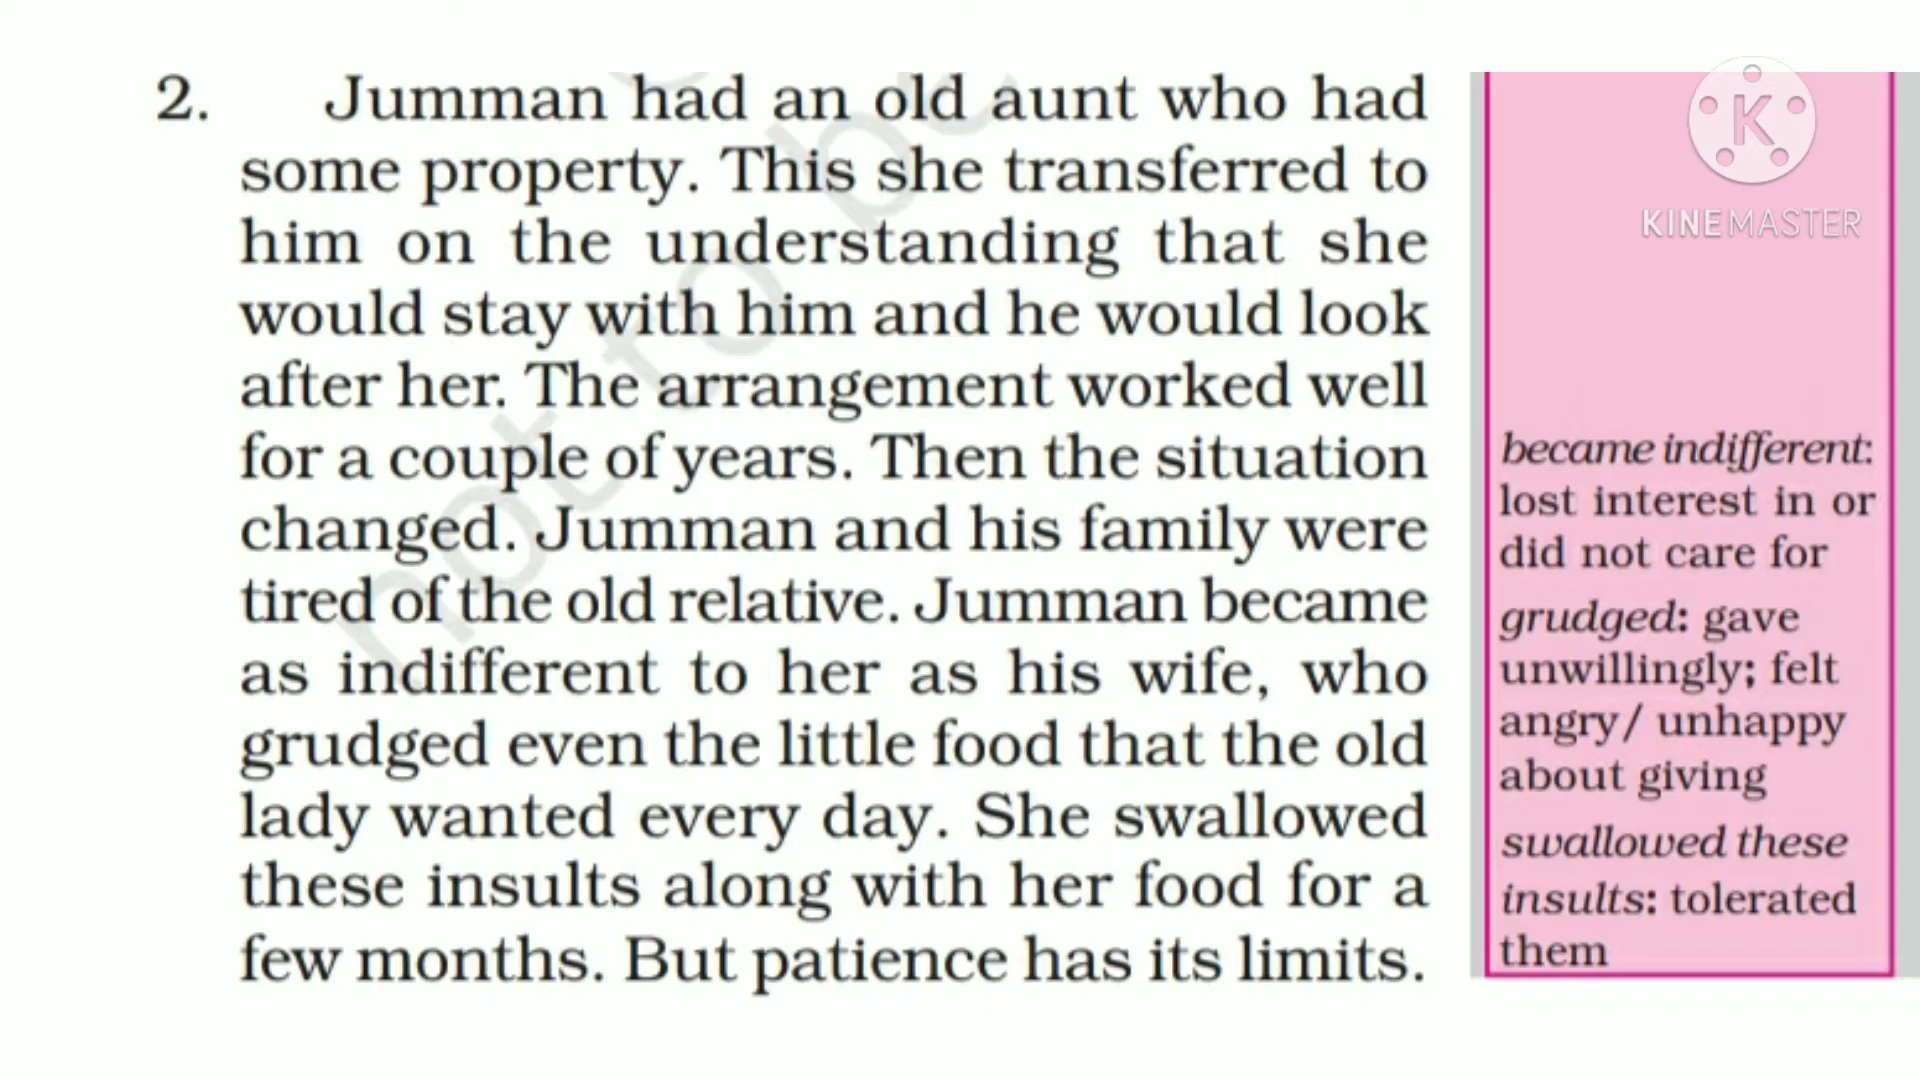 2. Jumman had an old aunt who had
some property. This she transferred to
him on the understanding that she
would stay with him and he would look
after her. The arrangement worked well
for a couple of years. Then the situation
changed. Jumman and his family were
tired of the old relative. Jumman became
as indifferent to her as his wife, who
grudged even the little food that the old
lady wanted every day. She swallowed
these insults along with her food for a
few months. But patience has its limits.
K
KINEMASTER
became indifferent:
lost interest in or
did not care for
grudged: gave
unwillingly; felt
angry/ unhappy
about giving
swallowed these
insults: tolerated
them
not to be